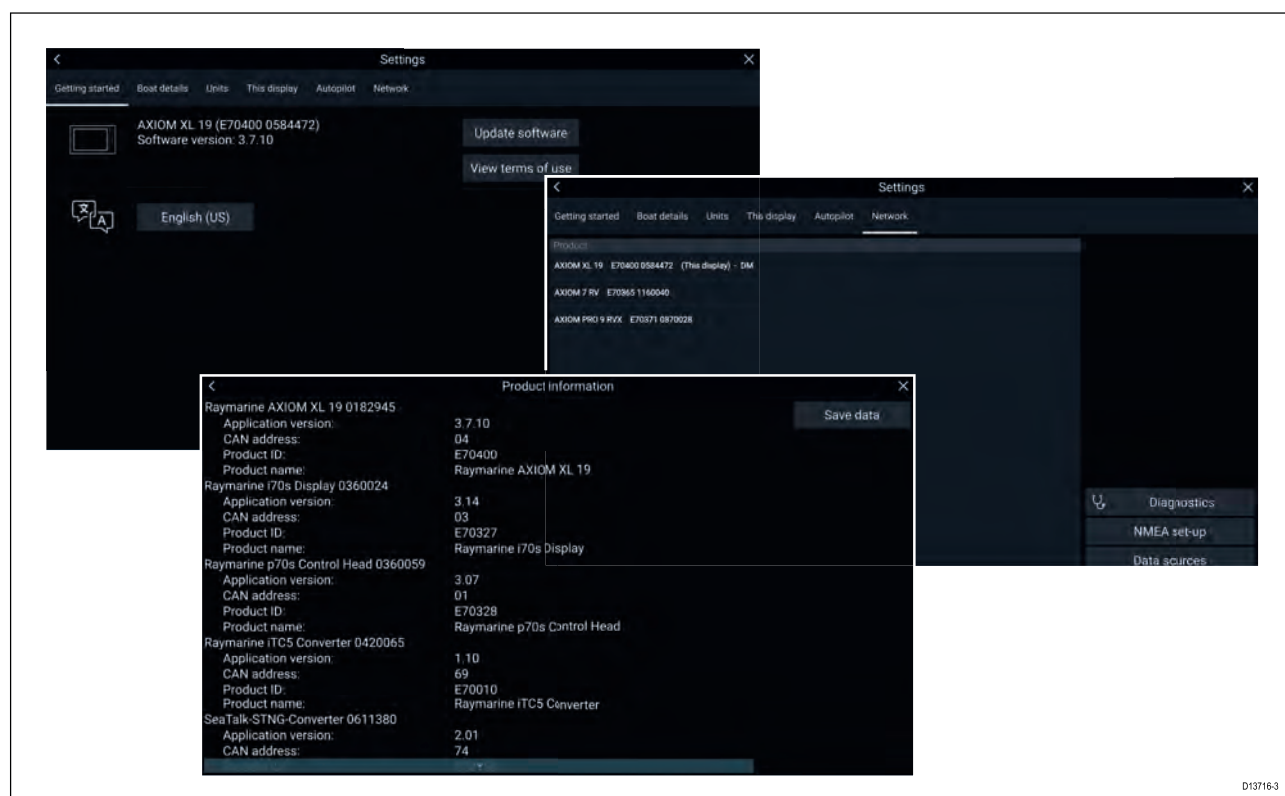 Settings
Getting started Boat details Units This display Autopilot Network
AXIOM XL 19 (E70400 0584472)
Software version: 3.7.10
Update software
View terms of use
English (US)
Settings
Getting started Boat details Units This display Autopilot Network
Product
AXIOM XL 19 E70400 0584472 (This display) - DM
AXIOM 7 RV E70365 1160040
AXIOM PRO 9 RVX E70371 0870028
Diagnostics
NMEA set-up
Data sources
Product information
Save data
Raymarine AXIOM XL 19 0182945
Application version: 3.7.10
CAN address: 04
Product ID: E70400
Product name: Raymarine AXIOM XL 19
Raymarine i70s Display 0360024
Application version: 3.14
CAN address: 03
Product ID: E70327
Product name: Raymarine i70s Display
Raymarine p70s Control Head 0360059
Application version: 3.07
CAN address: 01
Product ID: E70328
Product name: Raymarine p70s Control Head
Raymarine iTC5 Converter 0420065
Application version: 1.10
CAN address: 69
Product ID: E70010
Product name: Raymarine iTC5 Converter
SeaTalk-STNG-Converter 0611380
Application version: 2.01
CAN address: 74
D13716-3